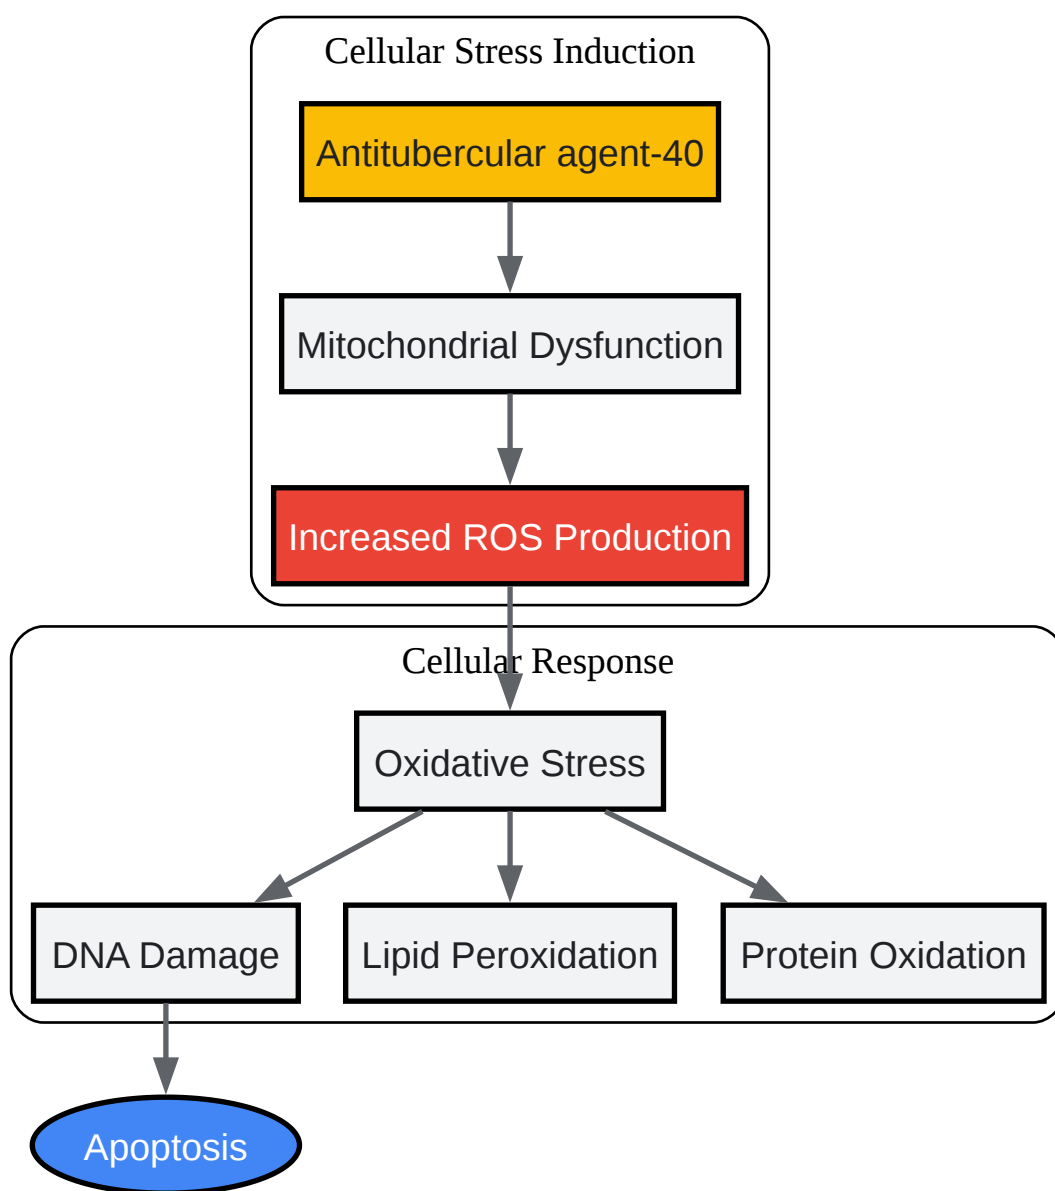 Cellular Stress Induction
Antitubercular agent-40
Mitochondrial Dysfunction
Increased ROS Production
Cellular Response
Oxidative Stress
DNA Damage
Lipid Peroxidation
Protein Oxidation
Apoptosis